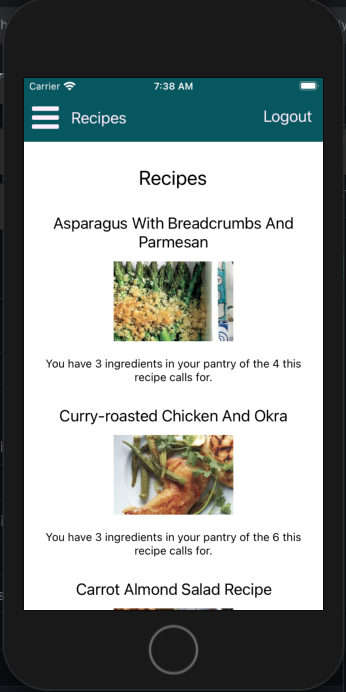 Carrier 7:38 AM
Recipes Logout
Recipes
Asparagus With Breadcrumbs And
Parmesan
You have 3 ingredients in your pantry of the 4 this
recipe calls for.
Curry-roasted Chicken And Okra
You have 3 ingredients in your pantry of the 6 this
recipe calls for.
Carrot Almond Salad Recipe